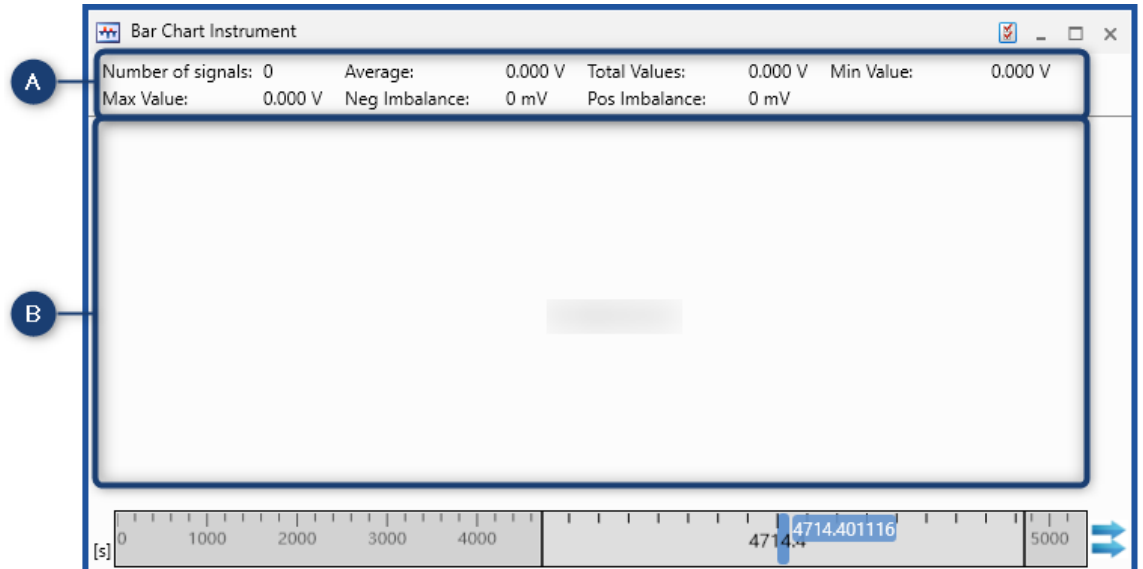 Bar Chart Instrument
A
Number of signals: 0 Average: 0.000 V Total Values: 0.000 V Min Value: 0.000 V
Max Value: 0.000 V Neg Imbalance: 0 mV Pos Imbalance: 0 mV
B
[s] 0 1000 2000 3000 4000 4714.4 4714.401116 5000